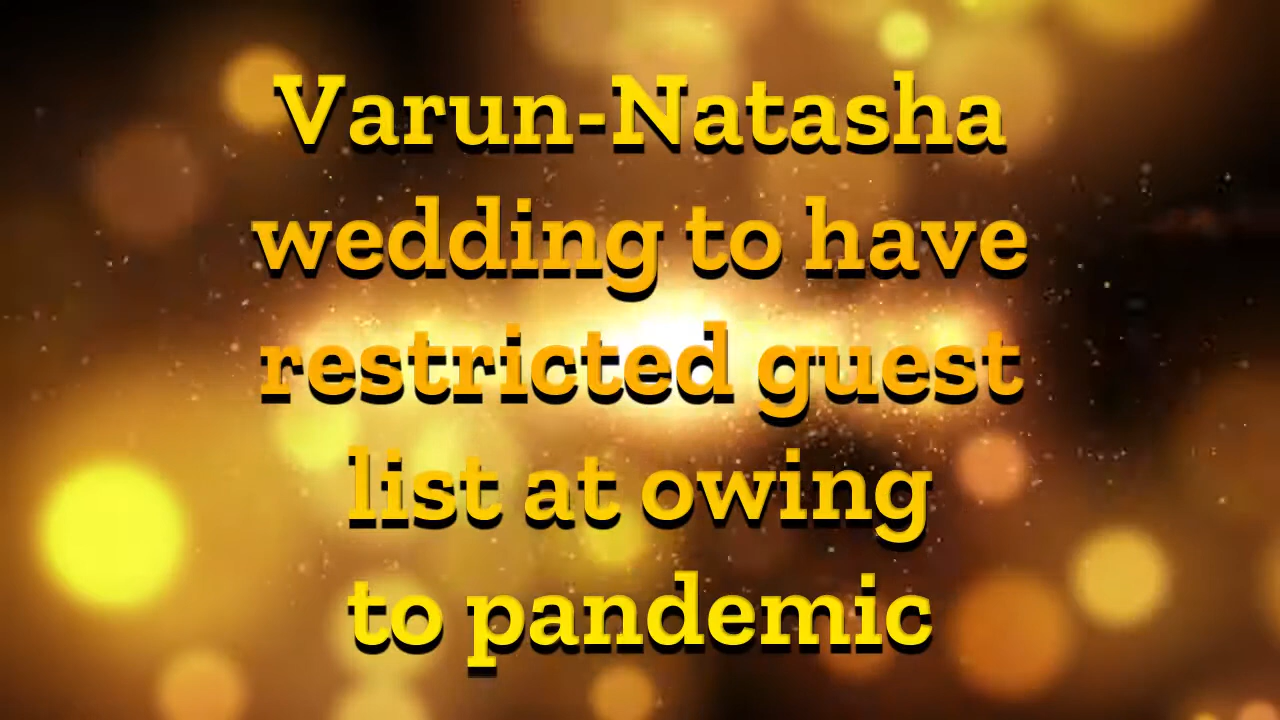 Varun-Natasha
wedding to have
restricted guest
list at owing
to pandemic